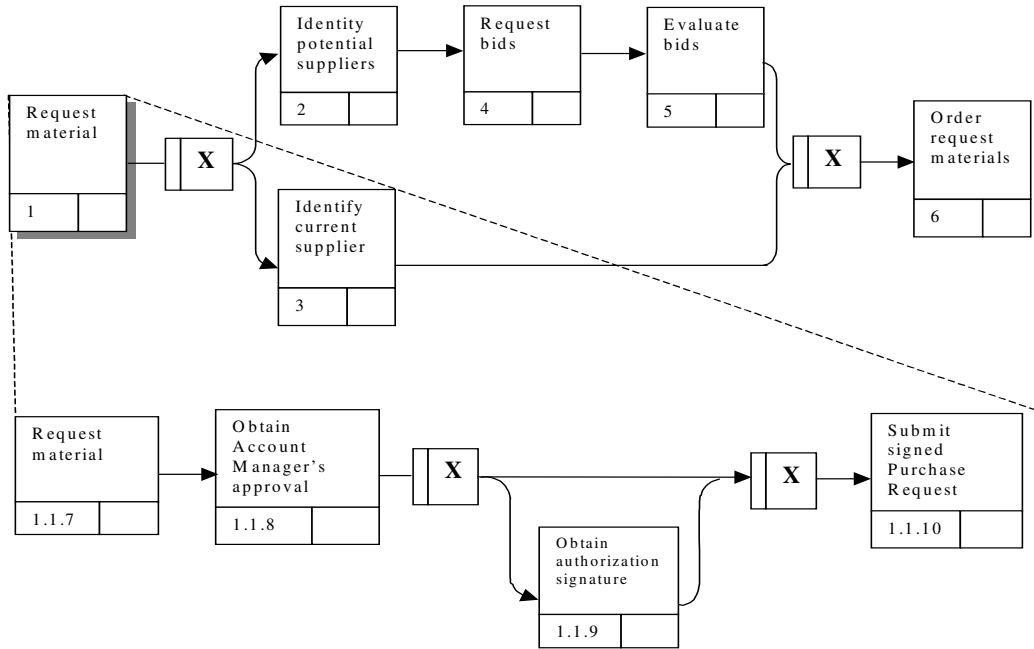 Identity
potential
suppliers
2
Request
bids
4
Evaluate
bids
5
Request
material
1
X
X
Order
request
materials
6
Identify
current
supplier
3
Request
material
1.1.7
Obtain
Account
Manager's
approval
1.1.8
X
X
Submit
signed
Purchase
Request
1.1.10
Obtain
authorization
signature
1.1.9